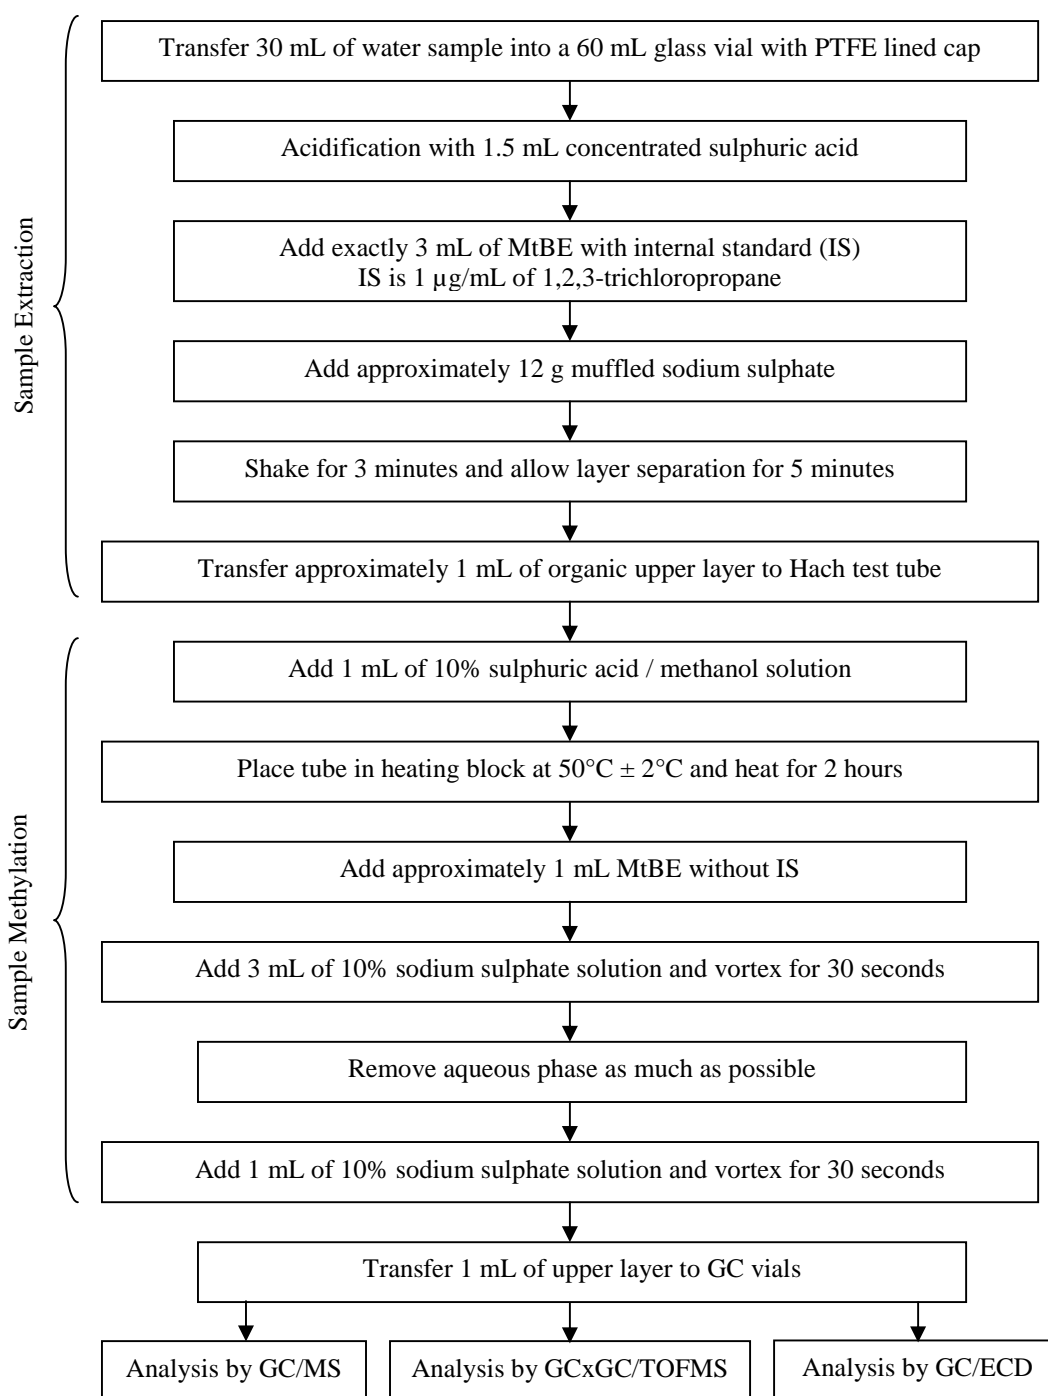 Transfer 30 mL of water sample into a 60 mL glass vial with PTFE lined cap
Acidification with 1.5 mL concentrated sulphuric acid
Add exactly 3 mL of MtBE with internal standard (IS)
IS is 1 µg/mL of 1,2,3-trichloropropane
Add approximately 12 g muffled sodium sulphate
Shake for 3 minutes and allow layer separation for 5 minutes
Transfer approximately 1 mL of organic upper layer to Hach test tube
Sample Extraction
Add 1 mL of 10% sulphuric acid / methanol solution
Place tube in heating block at 50°C ± 2°C and heat for 2 hours
Add approximately 1 mL MtBE without IS
Add 3 mL of 10% sodium sulphate solution and vortex for 30 seconds
Remove aqueous phase as much as possible
Add 1 mL of 10% sodium sulphate solution and vortex for 30 seconds
Sample Methylation
Transfer 1 mL of upper layer to GC vials
Analysis by GC/MS
Analysis by GCxGC/TOFMS
Analysis by GC/ECD